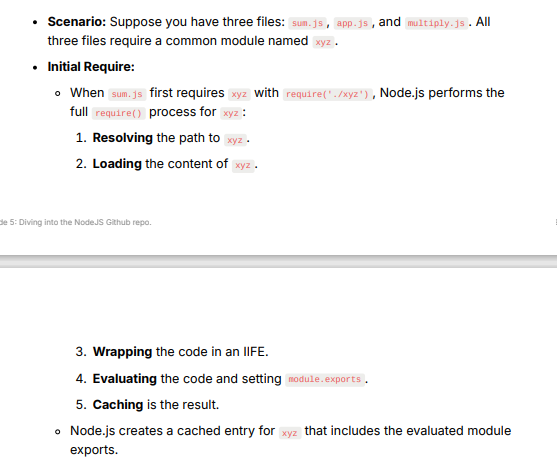 • Scenario: Suppose you have three files: sum.js, app.js, and multiply.js. All
three files require a common module named xyz.
• Initial Require:
◦ When sum.js first requires xyz with require('./xyz'), Node.js performs the
full require() process for xyz:
1. Resolving the path to xyz.
2. Loading the content of xyz.
de 5: Diving into the NodeJS Github repo.
3. Wrapping the code in an IIFE.
4. Evaluating the code and setting module.exports.
5. Caching is the result.
◦ Node.js creates a cached entry for xyz that includes the evaluated module
exports.